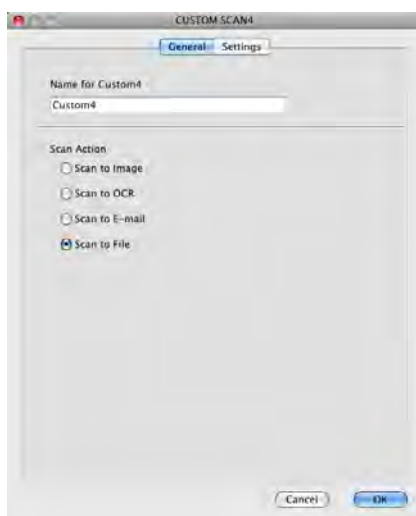 CUSTOM SCAN4
General Settings
Name for Custom4
Custom4
Scan Action
Scan to Image
Scan to OCR
Scan to E-mail
Scan to File
Cancel OK